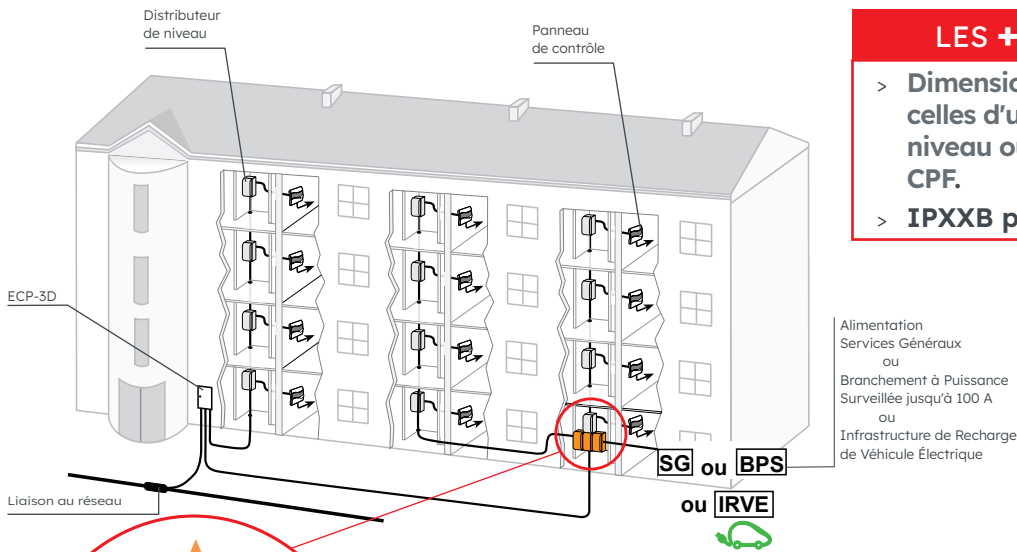 Distributeur
de niveau
Panneau
de contrôle
LES +
> Dimensio
celles d'u
niveau ou
CPF.
> IPXXB p
ECP-3D
Alimentation
Services Généraux
ou
Branchement à Puissance
Surveillée jusqu'à 100 A
ou
Infrastructure de Recharge
de Véhicule Électrique
SG ou BPS
ou IRVE
Liaison au réseau